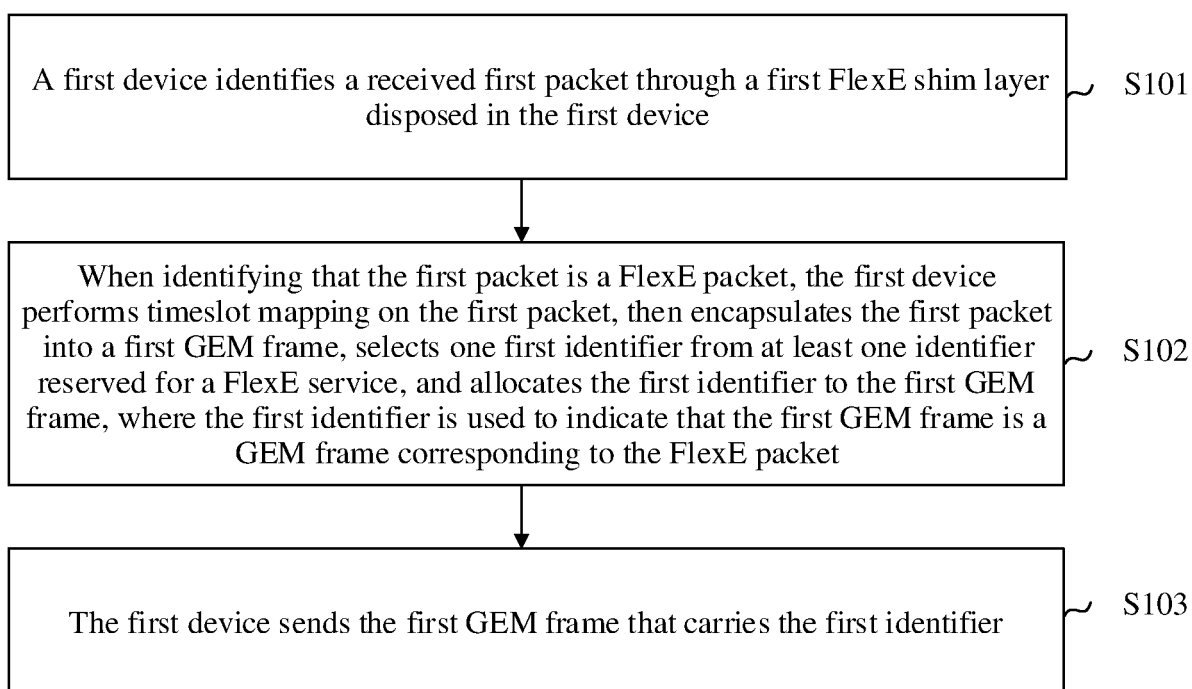 A first device identifies a received first packet through a first FlexE shim layer
disposed in the first device
S101
When identifying that the first packet is a FlexE packet, the first device
performs timeslot mapping on the first packet, then encapsulates the first packet
into a first GEM frame, selects one first identifier from at least one identifier
reserved for a FlexE service, and allocates the first identifier to the first GEM
frame, where the first identifier is used to indicate that the first GEM frame is a
GEM frame corresponding to the FlexE packet
S102
The first device sends the first GEM frame that carries the first identifier
S103